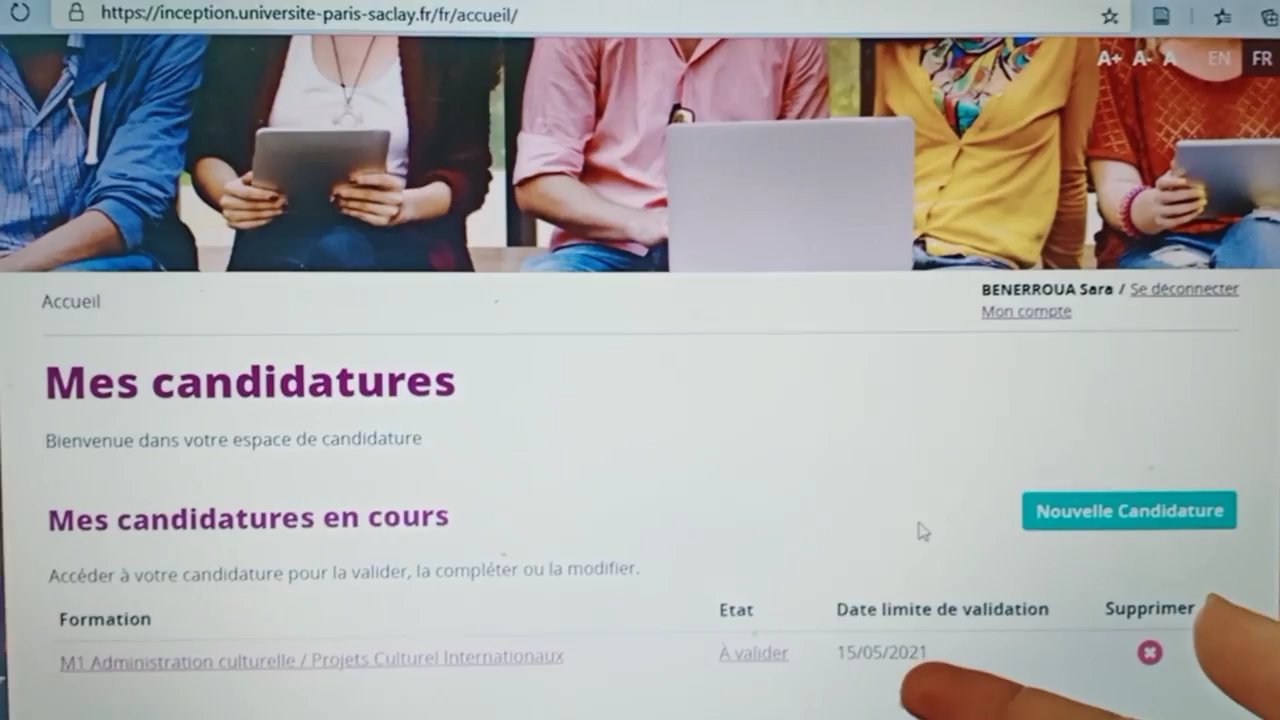 https://inception.universite-paris-saclay.fr/fr/accueil/
A+ A- A EN FR
Accueil
BENERROUA Sara / Se déconnecter
Mon compte
Mes candidatures
Bienvenue dans votre espace de candidature
Mes candidatures en cours
Nouvelle Candidature
Accéder à votre candidature pour la valider, la compléter ou la modifier.
Formation Etat Date limite de validation Supprimer
M1 Administration culturelle / Projets Culturel Internationaux À valider 15/05/2021